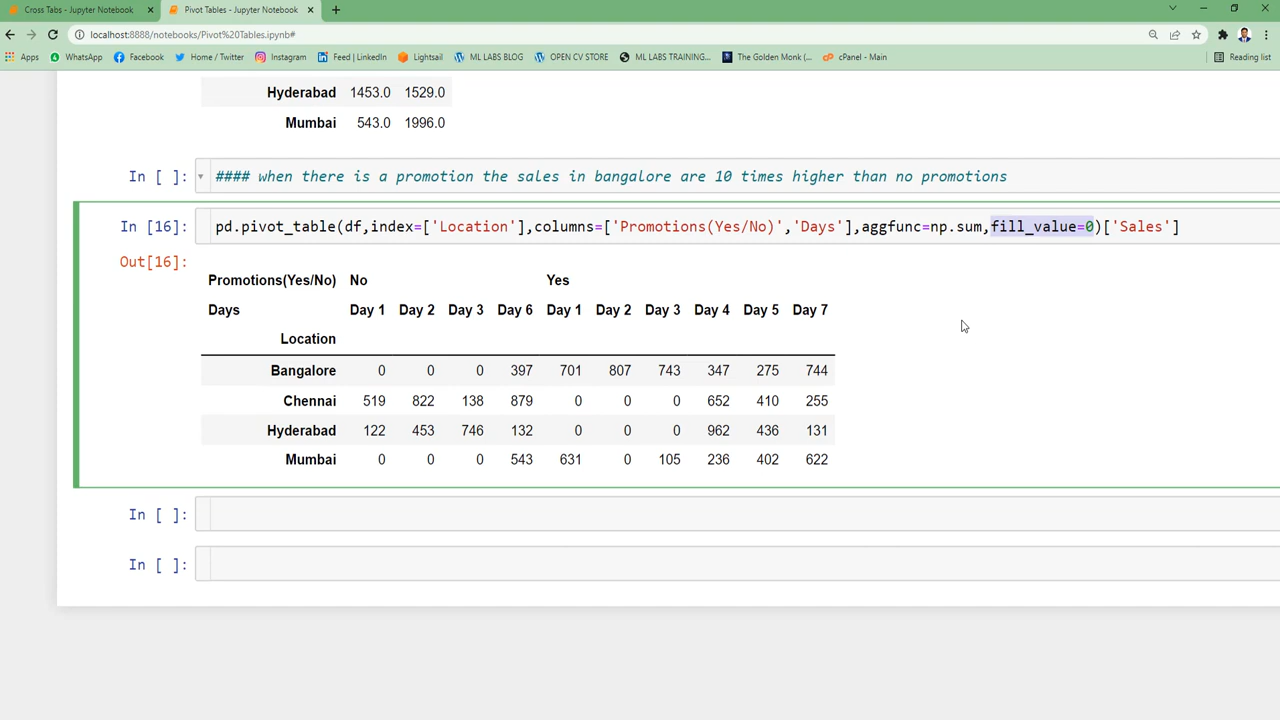 Cross Tabs - Jupyter Notebook Pivot Tables - Jupyter Notebook
localhost:8888/notebooks/Pivot%20Tables.ipynb#
Apps WhatsApp Facebook Home / Twitter Instagram Feed | LinkedIn Lightsail ML LABS BLOG OPEN CV STORE ML LABS TRAINING... The Golden Monk (... cPanel - Main Reading list
Hyderabad 1453.0 1529.0
Mumbai 543.0 1996.0
In [ ]: #### when there is a promotion the sales in bangalore are 10 times higher than no promotions
In [16]: pd.pivot_table(df,index=['Location'],columns=['Promotions(Yes/No)','Days'],aggfunc=np.sum,fill_value=0)['Sales']
Out[16]:
Promotions(Yes/No) No Yes
Days Day 1 Day 2 Day 3 Day 6 Day 1 Day 2 Day 3 Day 4 Day 5 Day 7
Location
Bangalore 0 0 0 397 701 807 743 347 275 744
Chennai 519 822 138 879 0 0 0 652 410 255
Hyderabad 122 453 746 132 0 0 0 962 436 131
Mumbai 0 0 0 543 631 0 105 236 402 622
In [ ]:
In [ ]: